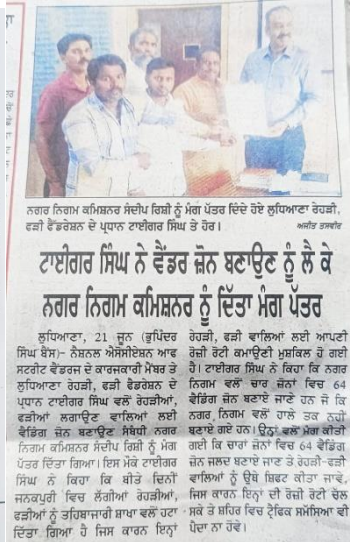 ਨਗਰ ਨਿਗਮ ਕਮਿਸ਼ਨਰ ਸੰਦੀਪ ਰਿਸ਼ੀ ਨੂੰ ਮੰਗ ਪੱਤਰ ਦਿੰਦੇ ਹੋਏ ਲੁਧਿਆਣਾ ਰੇਹੜੀ,
ਫੜੀ ਫੈੱਡਰੇਸ਼ਨ ਦੇ ਪ੍ਰਧਾਨ ਟਾਈਗਰ ਸਿੰਘ ਤੇ ਹੋਰ।
ਅਜੀਤ ਤਸਵੀਰ
ਟਾਈਗਰ ਸਿੰਘ ਨੇ ਵੈਂਡਰ ਜ਼ੋਨ ਬਣਾਉਣ ਨੂੰ ਲੈ ਕੇ
ਨਗਰ ਨਿਗਮ ਕਮਿਸ਼ਨਰ ਨੂੰ ਦਿੱਤਾ ਮੰਗ ਪੱਤਰ
ਲੁਧਿਆਣਾ, 21 ਜੂਨ (ਭੁਪਿੰਦਰ
ਸਿੰਘ ਬੈਂਸ)- ਨੈਸ਼ਨਲ ਐਸੋਸੀਏਸ਼ਨ ਆਫ
ਸਟਰੀਟ ਵੈਂਡਰਜ ਦੇ ਕਾਰਜਕਾਰੀ ਮੈਂਬਰ ਤੇ
ਲੁਧਿਆਣਾ ਰੇਹੜੀ, ਫੜੀ ਫੈਡਰੇਸ਼ਨ ਦੇ
ਪ੍ਰਧਾਨ ਟਾਈਗਰ ਸਿੰਘ ਵਲੋਂ ਰੇਹੜੀਆਂ,
ਫੜੀਆਂ ਲਗਾਉਣ ਵਾਲਿਆਂ ਲਈ
ਵੈਡਿੰਗ ਜ਼ੋਨ ਬਣਾਉਣ ਸੰਬੰਧੀ ਨਗਰ
ਨਿਗਮ ਕਮਿਸ਼ਨਰ ਸੰਦੀਪ ਰਿਸ਼ੀ ਨੂੰ ਮੰਗ
ਪੱਤਰ ਦਿੱਤਾ ਗਿਆ। ਇਸ ਮੌਕੇ ਟਾਈਗਰ
ਸਿੰਘ ਨੇ ਕਿਹਾ ਕਿ ਬੀਤੇ ਦਿਨੀਂ
ਜਨਕਪੁਰੀ ਵਿਚ ਲੱਗੀਆਂ ਰੇਹੜੀਆਂ,
ਫੜੀਆਂ ਨੂੰ ਤਹਿਬਾਜਾਰੀ ਸ਼ਾਖਾ ਵਲੋਂ ਹਟਾ
ਦਿੱਤਾ ਗਿਆ ਹੈ ਜਿਸ ਕਾਰਨ ਇਨ੍ਹਾਂ
ਰੇਹੜੀ, ਫੜੀ ਵਾਲਿਆਂ ਲਈ ਆਪਣੀ
ਰੋਜ਼ੀ ਰੋਟੀ ਕਮਾਉਣੀ ਮੁਸ਼ਕਿਲ ਹੋ ਗਈ
ਹੈ। ਟਾਈਗਰ ਸਿੰਘ ਨੇ ਕਿਹਾ ਕਿ ਨਗਰ
ਨਿਗਮ ਵਲੋਂ ਚਾਰ ਜ਼ੋਨਾਂ ਵਿਚ 64
ਵੈਡਿੰਗ ਜ਼ੋਨ ਬਣਾਏ ਜਾਣੇ ਹਨ ਜੋ ਕਿ
ਨਗਰ ਨਿਗਮ ਵਲੋਂ ਹਾਲੇ ਤਕ ਨਹੀਂ
ਬਣਾਏ ਗਏ ਹਨ। ਉਨ੍ਹਾਂ ਵਲੋਂ ਮੰਗ ਕੀਤੀ
ਗਈ ਕਿ ਚਾਰਾਂ ਜ਼ੋਨਾਂ ਵਿਚ 64 ਵੈਡਿੰਗ
ਜ਼ੋਨ ਜਲਦ ਬਣਾਏ ਜਾਣ ਤੇ ਰੇਹੜੀ-ਫੜੀ
ਵਾਲਿਆਂ ਨੂੰ ਉਥੇ ਸ਼ਿਫਟ ਕੀਤਾ ਜਾਵੇ,
ਜਿਸ ਕਾਰਨ ਇਨ੍ਹਾਂ ਦੀ ਰੋਜ਼ੀ ਰੋਟੀ ਚੱਲ
ਸਕੇ ਤੇ ਸ਼ਹਿਰ ਵਿਚ ਟ੍ਰੈਫਿਕ ਸਮੱਸਿਆ ਵੀ
ਪੈਦਾ ਨਾ ਹੋਵੇ।